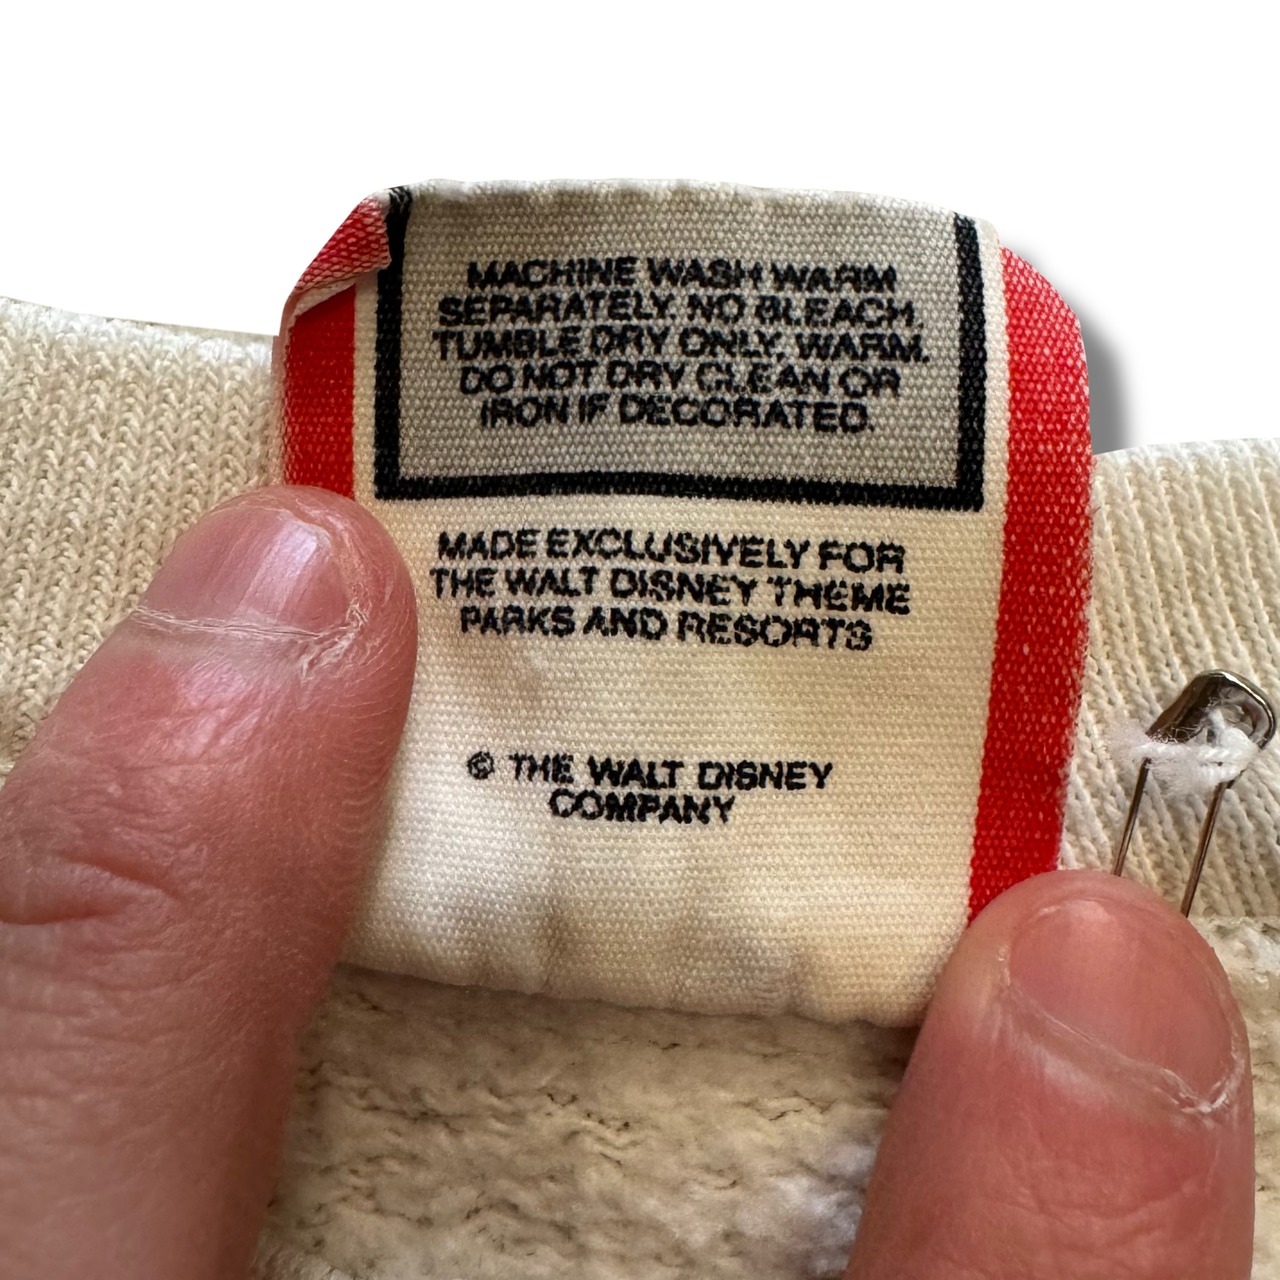 MACHINE WASH WARM
SEPARATELY. NO BLEACH.
TUMBLE DRY ONLY, WARM.
DO NOT DRY CLEAN OR
IRON IF DECORATED.
MADE EXCLUSIVELY FOR
THE WALT DISNEY THEME
PARKS AND RESORTS
© THE WALT DISNEY
COMPANY